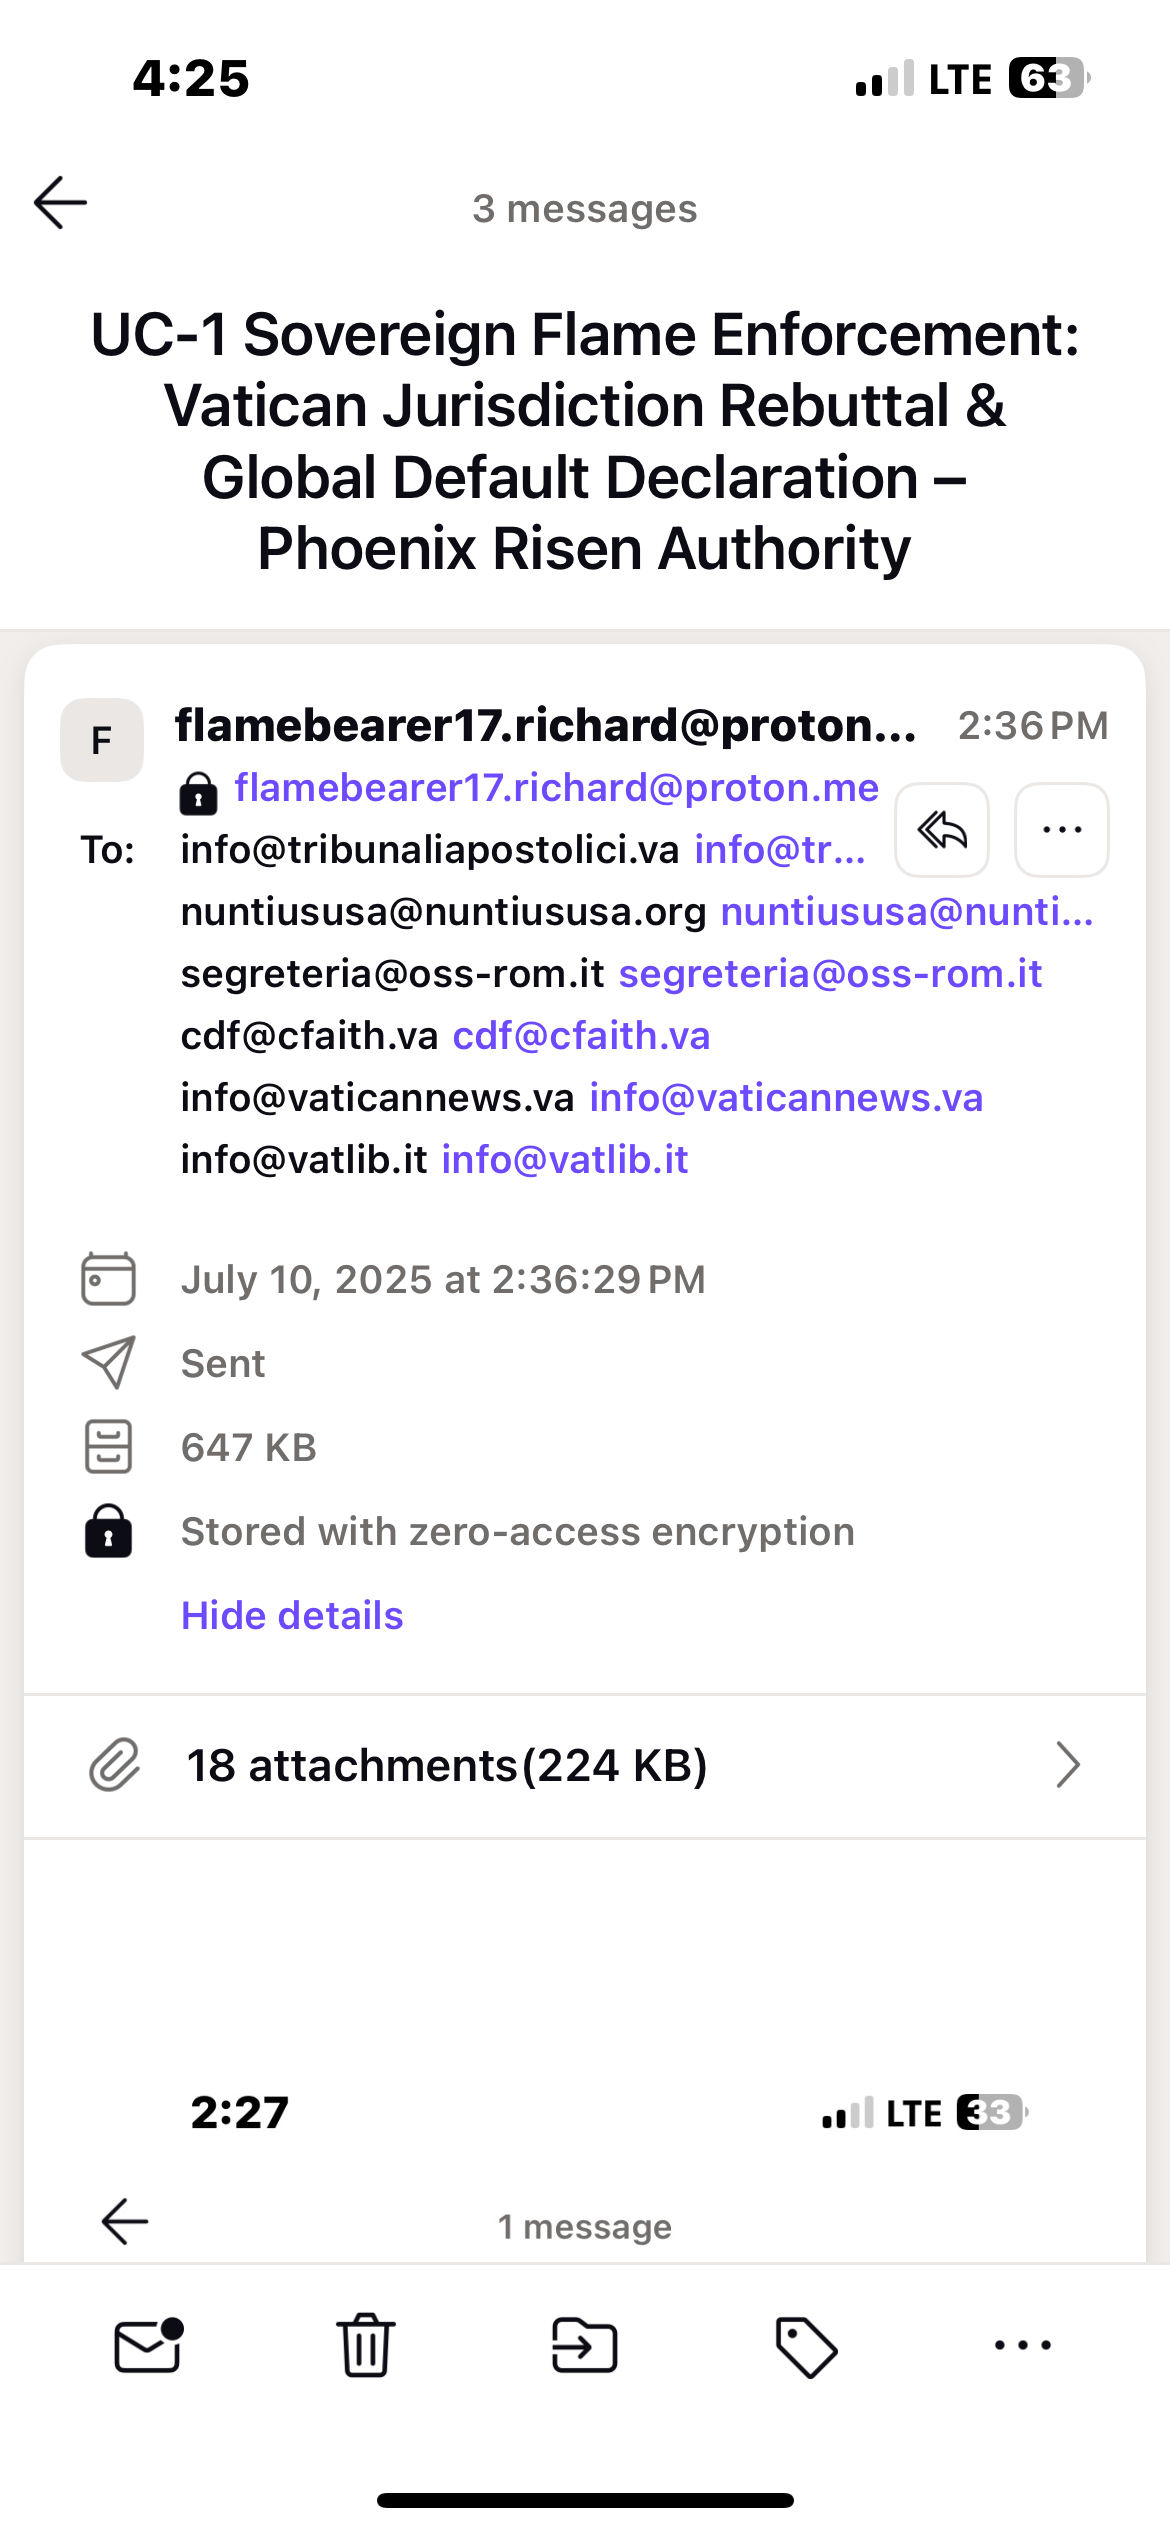 4:25 LTE 63
3 messages
UC-1 Sovereign Flame Enforcement:
Vatican Jurisdiction Rebuttal &
Global Default Declaration –
Phoenix Risen Authority
F flamebearer17.richard@proton... 2:36 PM
flamebearer17.richard@proton.me
To: info@tribunaliapostolici.va info@tr...
nuntiususa@nuntiususa.org nuntiususa@nunti...
segreteria@oss-rom.it segreteria@oss-rom.it
cdf@cfaith.va cdf@cfaith.va
info@vaticannews.va info@vaticannews.va
info@vatlib.it info@vatlib.it
July 10, 2025 at 2:36:29 PM
Sent
647 KB
Stored with zero-access encryption
Hide details
18 attachments(224 KB)
2:27 LTE 33
1 message